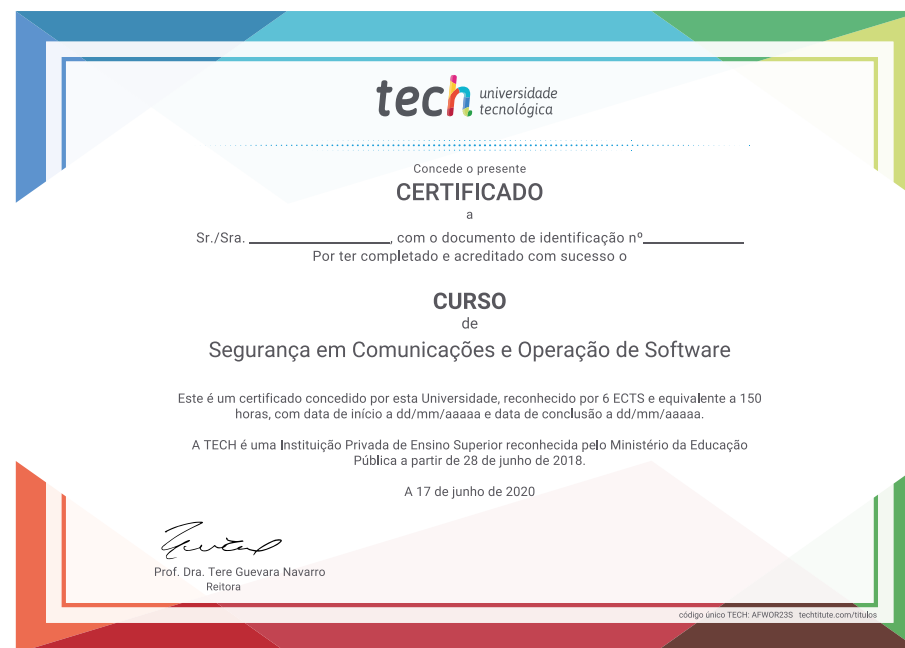 tech universidade
tecnológica
Concede o presente
CERTIFICADO
a
Sr./Sra. ____________________, com o documento de identificação nº______________
Por ter completado e acreditado com sucesso o
CURSO
de
Segurança em Comunicações e Operação de Software
Este é um certificado concedido por esta Universidade, reconhecido por 6 ECTS e equivalente a 150
horas, com data de início a dd/mm/aaaaa e data de conclusão a dd/mm/aaaaa.
A TECH é uma Instituição Privada de Ensino Superior reconhecida pelo Ministério da Educação
Pública a partir de 28 de junho de 2018.
A 17 de junho de 2020
Prof. Dra. Tere Guevara Navarro
Reitora
código único TECH: AFWOR23S techtitute.com/titulos